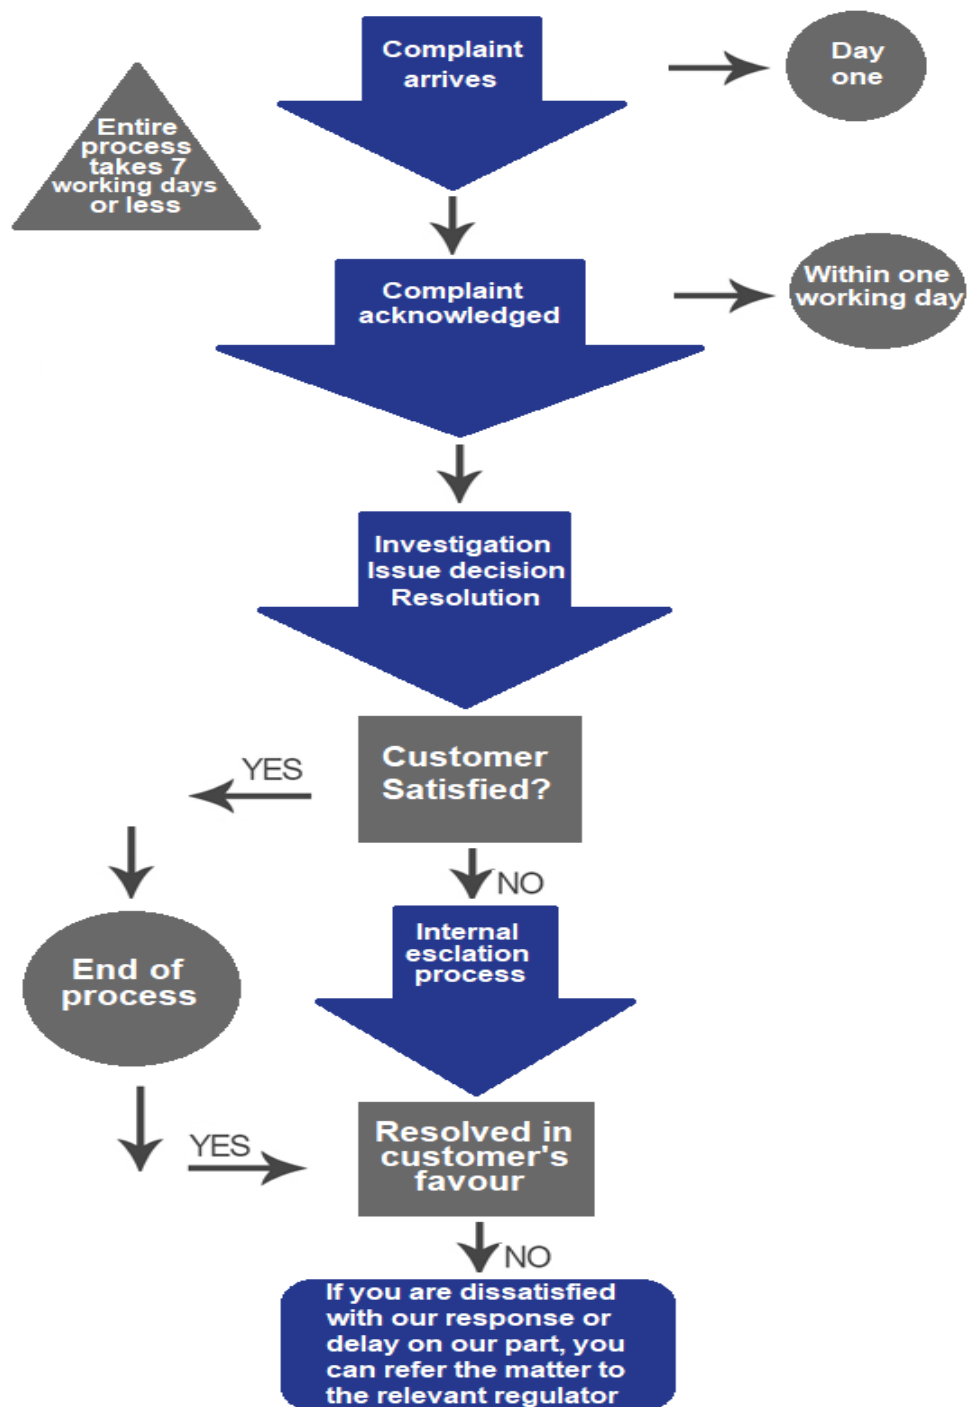 Complaint
arrives
Day
one
Entire
process
takes 7
working days
or less
Complaint
acknowledged
Within one
working day
Investigation
Issue decision
Resolution
Customer
Satisfied?
YES
NO
Internal
esclation
process
End of
process
YES
Resolved in
customer's
favour
NO
If you are dissatisfied
with our response or
delay on our part, you
can refer the matter to
the relevant regulator